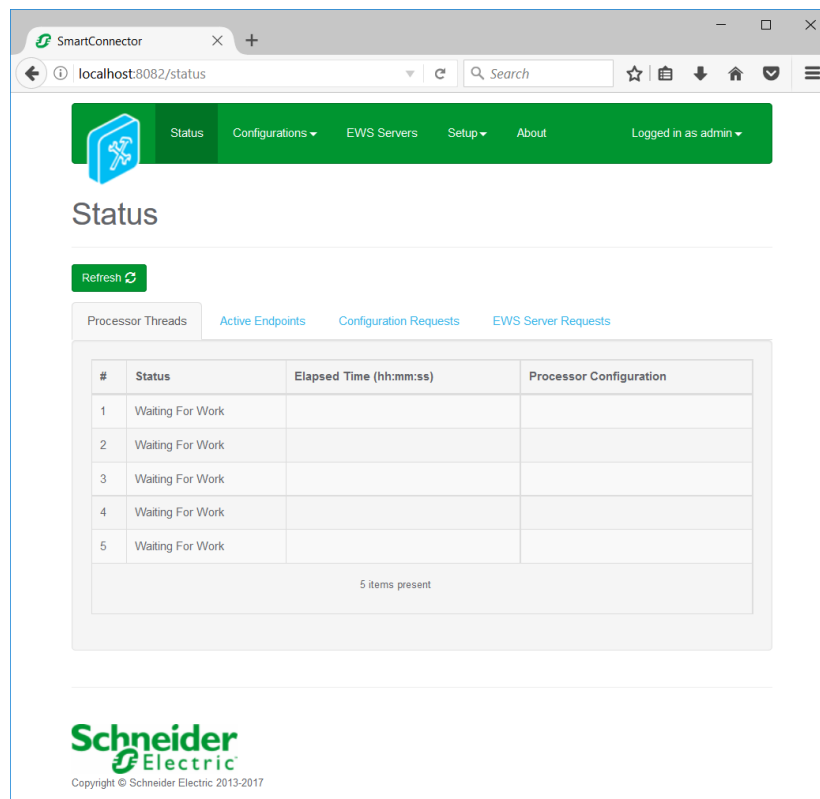 SmartConnector
localhost:8082/status
Search
Status Configurations EWS Servers Setup About Logged in as admin
Status
Refresh
Processor Threads Active Endpoints Configuration Requests EWS Server Requests
# Status Elapsed Time (hh:mm:ss) Processor Configuration
1 Waiting For Work
2 Waiting For Work
3 Waiting For Work
4 Waiting For Work
5 Waiting For Work
5 items present
Schneider
Electric
Copyright © Schneider Electric 2013-2017